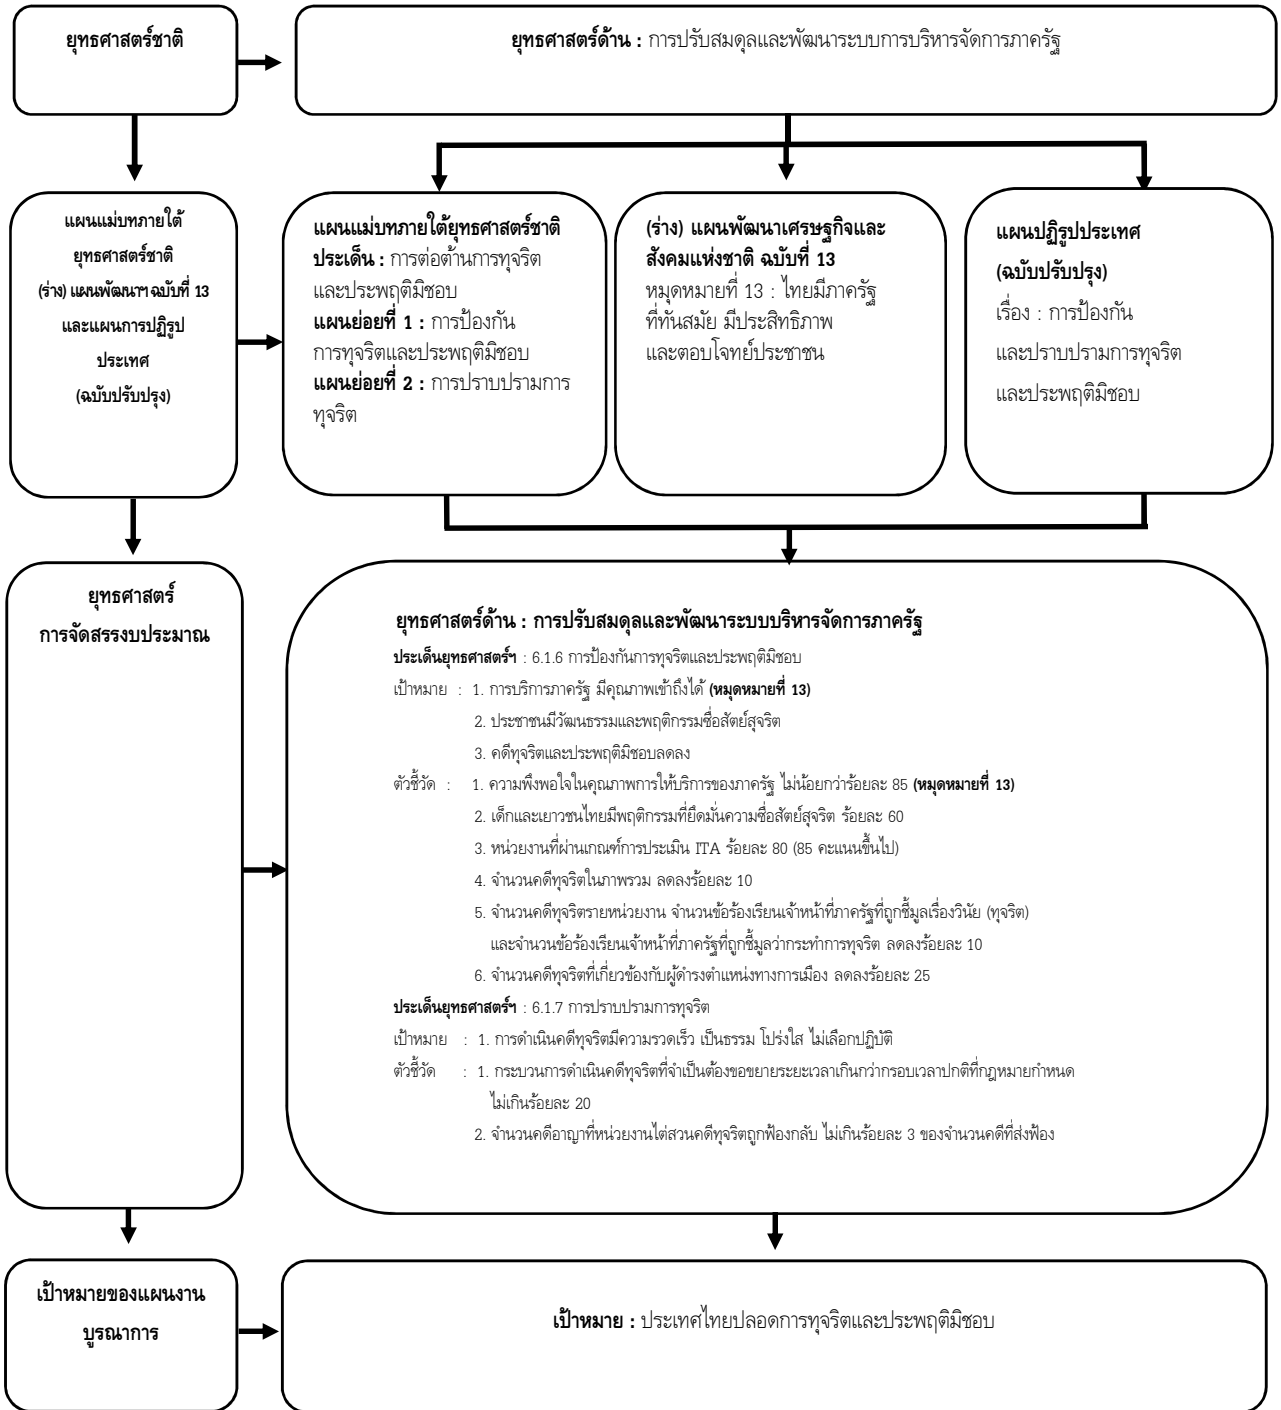 ยุทธศาสตร์ชาติ
ยุทธศาสตร์ด้าน : การปรับสมดุลและพัฒนาระบบการบริหารจัดการภาครัฐ
แผนแม่บทภายใต้
ยุทธศาสตร์ชาติ
(ร่าง) แผนพัฒนาฯ ฉบับที่ 13
และแผนการปฏิรูป
ประเทศ
(ฉบับปรับปรุง)
แผนแม่บทภายใต้ยุทธศาสตร์ชาติ
ประเด็น : การต่อต้านการทุจริต
และประพฤติมิชอบ
แผนย่อยที่ 1 : การป้องกัน
การทุจริตและประพฤติมิชอบ
แผนย่อยที่ 2 : การปราบปรามการ
ทุจริต
(ร่าง) แผนพัฒนาเศรษฐกิจและ
สังคมแห่งชาติ ฉบับที่ 13
หมุดหมายที่ 13 : ไทยมีภาครัฐ
ที่ทันสมัย มีประสิทธิภาพ
และตอบโจทย์ประชาชน
แผนปฏิรูปประเทศ
(ฉบับปรับปรุง)
เรื่อง : การป้องกัน
และปราบปรามการทุจริต
และประพฤติมิชอบ
ยุทธศาสตร์
การจัดสรรงบประมาณ
ยุทธศาสตร์ด้าน : การปรับสมดุลและพัฒนาระบบบริหารจัดการภาครัฐ
ประเด็นยุทธศาสตร์ฯ : 6.1.6 การป้องกันการทุจริตและประพฤติมิชอบ
เป้าหมาย : 1. การบริการภาครัฐ มีคุณภาพเข้าถึงได้ (หมุดหมายที่ 13)
2. ประชาชนมีวัฒนธรรมและพฤติกรรมซื่อสัตย์สุจริต
3. คดีทุจริตและประพฤติมิชอบลดลง
ตัวชี้วัด : 1. ความพึงพอใจในคุณภาพการให้บริการของภาครัฐ ไม่น้อยกว่าร้อยละ 85 (หมุดหมายที่ 13)
2. เด็กและเยาวชนไทยมีพฤติกรรมที่ยึดมั่นความซื่อสัตย์สุจริต ร้อยละ 60
3. หน่วยงานที่ผ่านเกณฑ์การประเมิน ITA ร้อยละ 80 (85 คะแนนขึ้นไป)
4. จำนวนคดีทุจริตในภาพรวม ลดลงร้อยละ 10
5. จำนวนคดีทุจริตรายหน่วยงาน จำนวนข้อร้องเรียนเจ้าหน้าที่ภาครัฐที่ถูกชี้มูลเรื่องวินัย (ทุจริต)
และจำนวนข้อร้องเรียนเจ้าหน้าที่ภาครัฐที่ถูกชี้มูลว่ากระทำการทุจริต ลดลงร้อยละ 10
6. จำนวนคดีทุจริตที่เกี่ยวข้องกับผู้ดำรงตำแหน่งทางการเมือง ลดลงร้อยละ 25
ประเด็นยุทธศาสตร์ฯ : 6.1.7 การปราบปรามการทุจริต
เป้าหมาย : 1. การดำเนินคดีทุจริตมีความรวดเร็ว เป็นธรรม โปร่งใส ไม่เลือกปฏิบัติ
ตัวชี้วัด : 1. กระบวนการดำเนินคดีทุจริตที่จำเป็นต้องขอขยายระยะเวลาเกินกว่ากรอบเวลาปกติที่กฎหมายกำหนด
ไม่เกินร้อยละ 20
2. จำนวนคดีอาญาที่หน่วยงานไต่สวนคดีทุจริตถูกฟ้องกลับ ไม่เกินร้อยละ 3 ของจำนวนคดีที่ส่งฟ้อง
เป้าหมายของแผนงาน
บูรณาการ
เป้าหมาย : ประเทศไทยปลอดการทุจริตและประพฤติมิชอบ